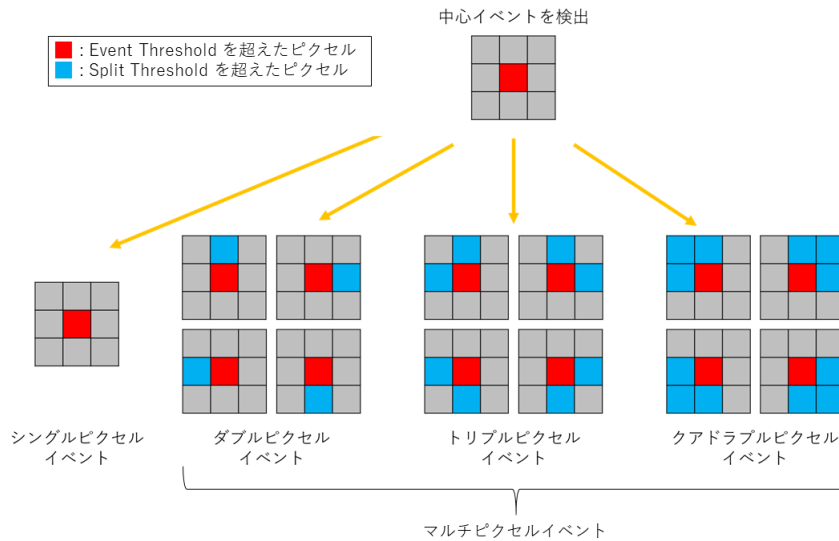 中心イベントを検出
: Event Threshold を超えたピクセル
: Split Threshold を超えたピクセル
シングルピクセル
イベント
ダブルピクセル
イベント
トリプルピクセル
イベント
クアドラプルピクセル
イベント
マルチピクセルイベント